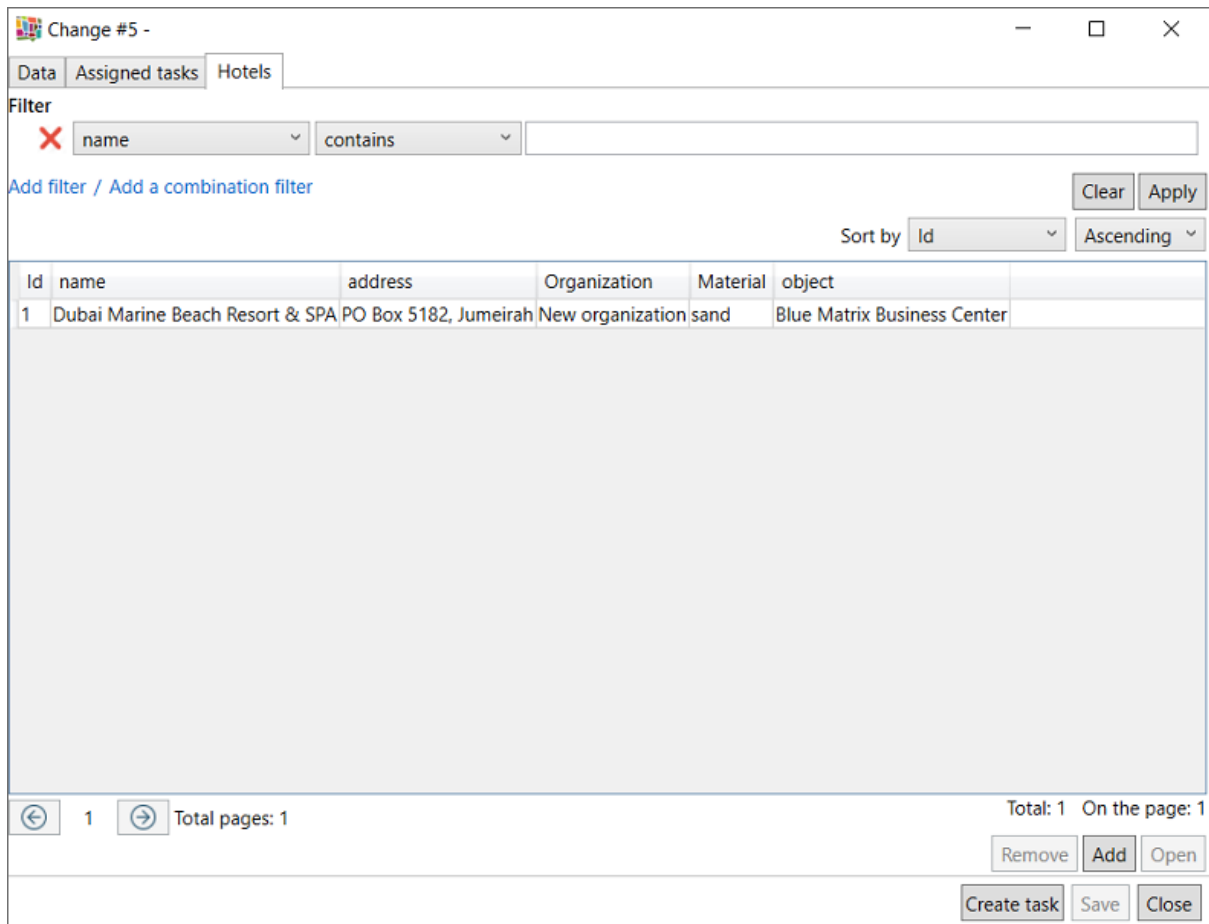 Change #5 -
Data Assigned tasks Hotels
Filter
name contains
Add filter / Add a combination filter
Clear Apply
Sort by Id Ascending
Id name address Organization Material object
1 Dubai Marine Beach Resort & SPA PO Box 5182, Jumeirah New organization sand Blue Matrix Business Center
1 Total pages: 1
Total: 1 On the page: 1
Remove Add Open
Create task Save Close